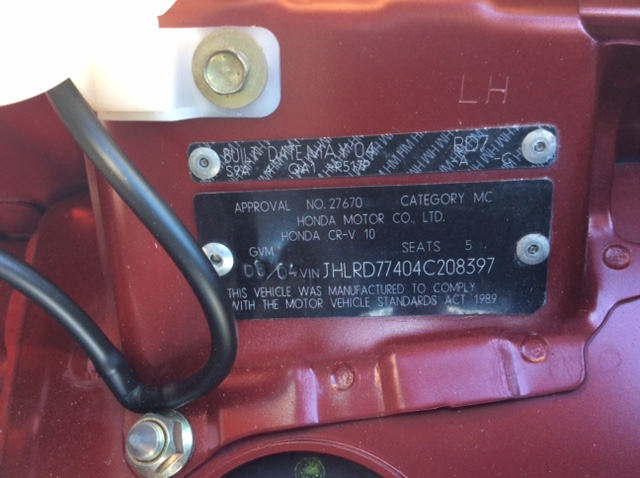 LH
BUILT DATE MAY 04 RD7
APPROVAL NO. 27670 CATEGORY MC
HONDA MOTOR CO., LTD.
HONDA CR-V 10
GVM SEATS 5
06/04 VIN JHLRD77404C208397
THIS VEHICLE WAS MANUFACTURED TO COMPLY
WITH THE MOTOR VEHICLE STANDARDS ACT 1989